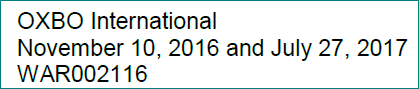 OXBO International
November 10, 2016 and July 27, 2017
WAR002116